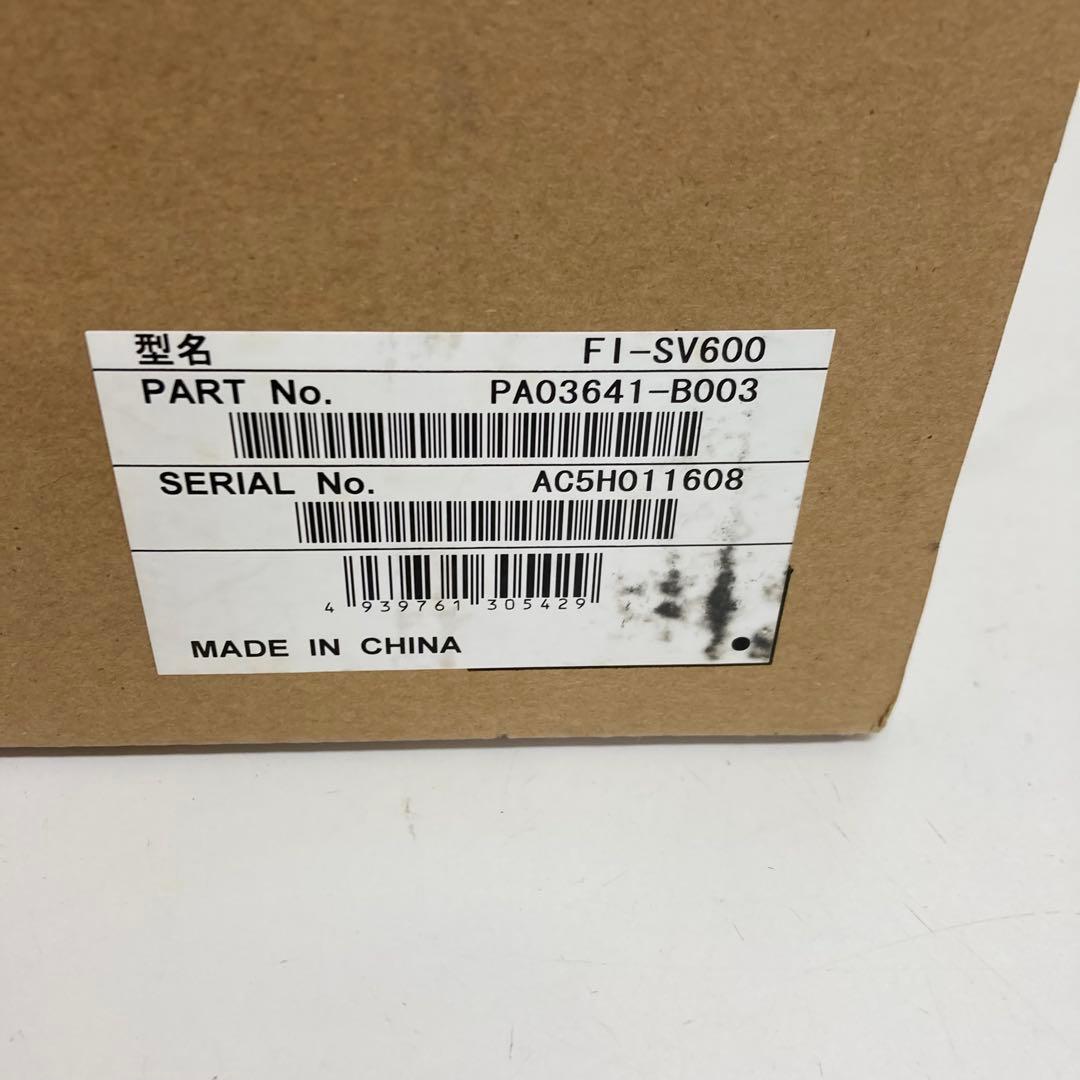 型名 FI-SV600
PART No. PA03641-B003
SERIAL No. AC5H011608
4 939761 305429
MADE IN CHINA